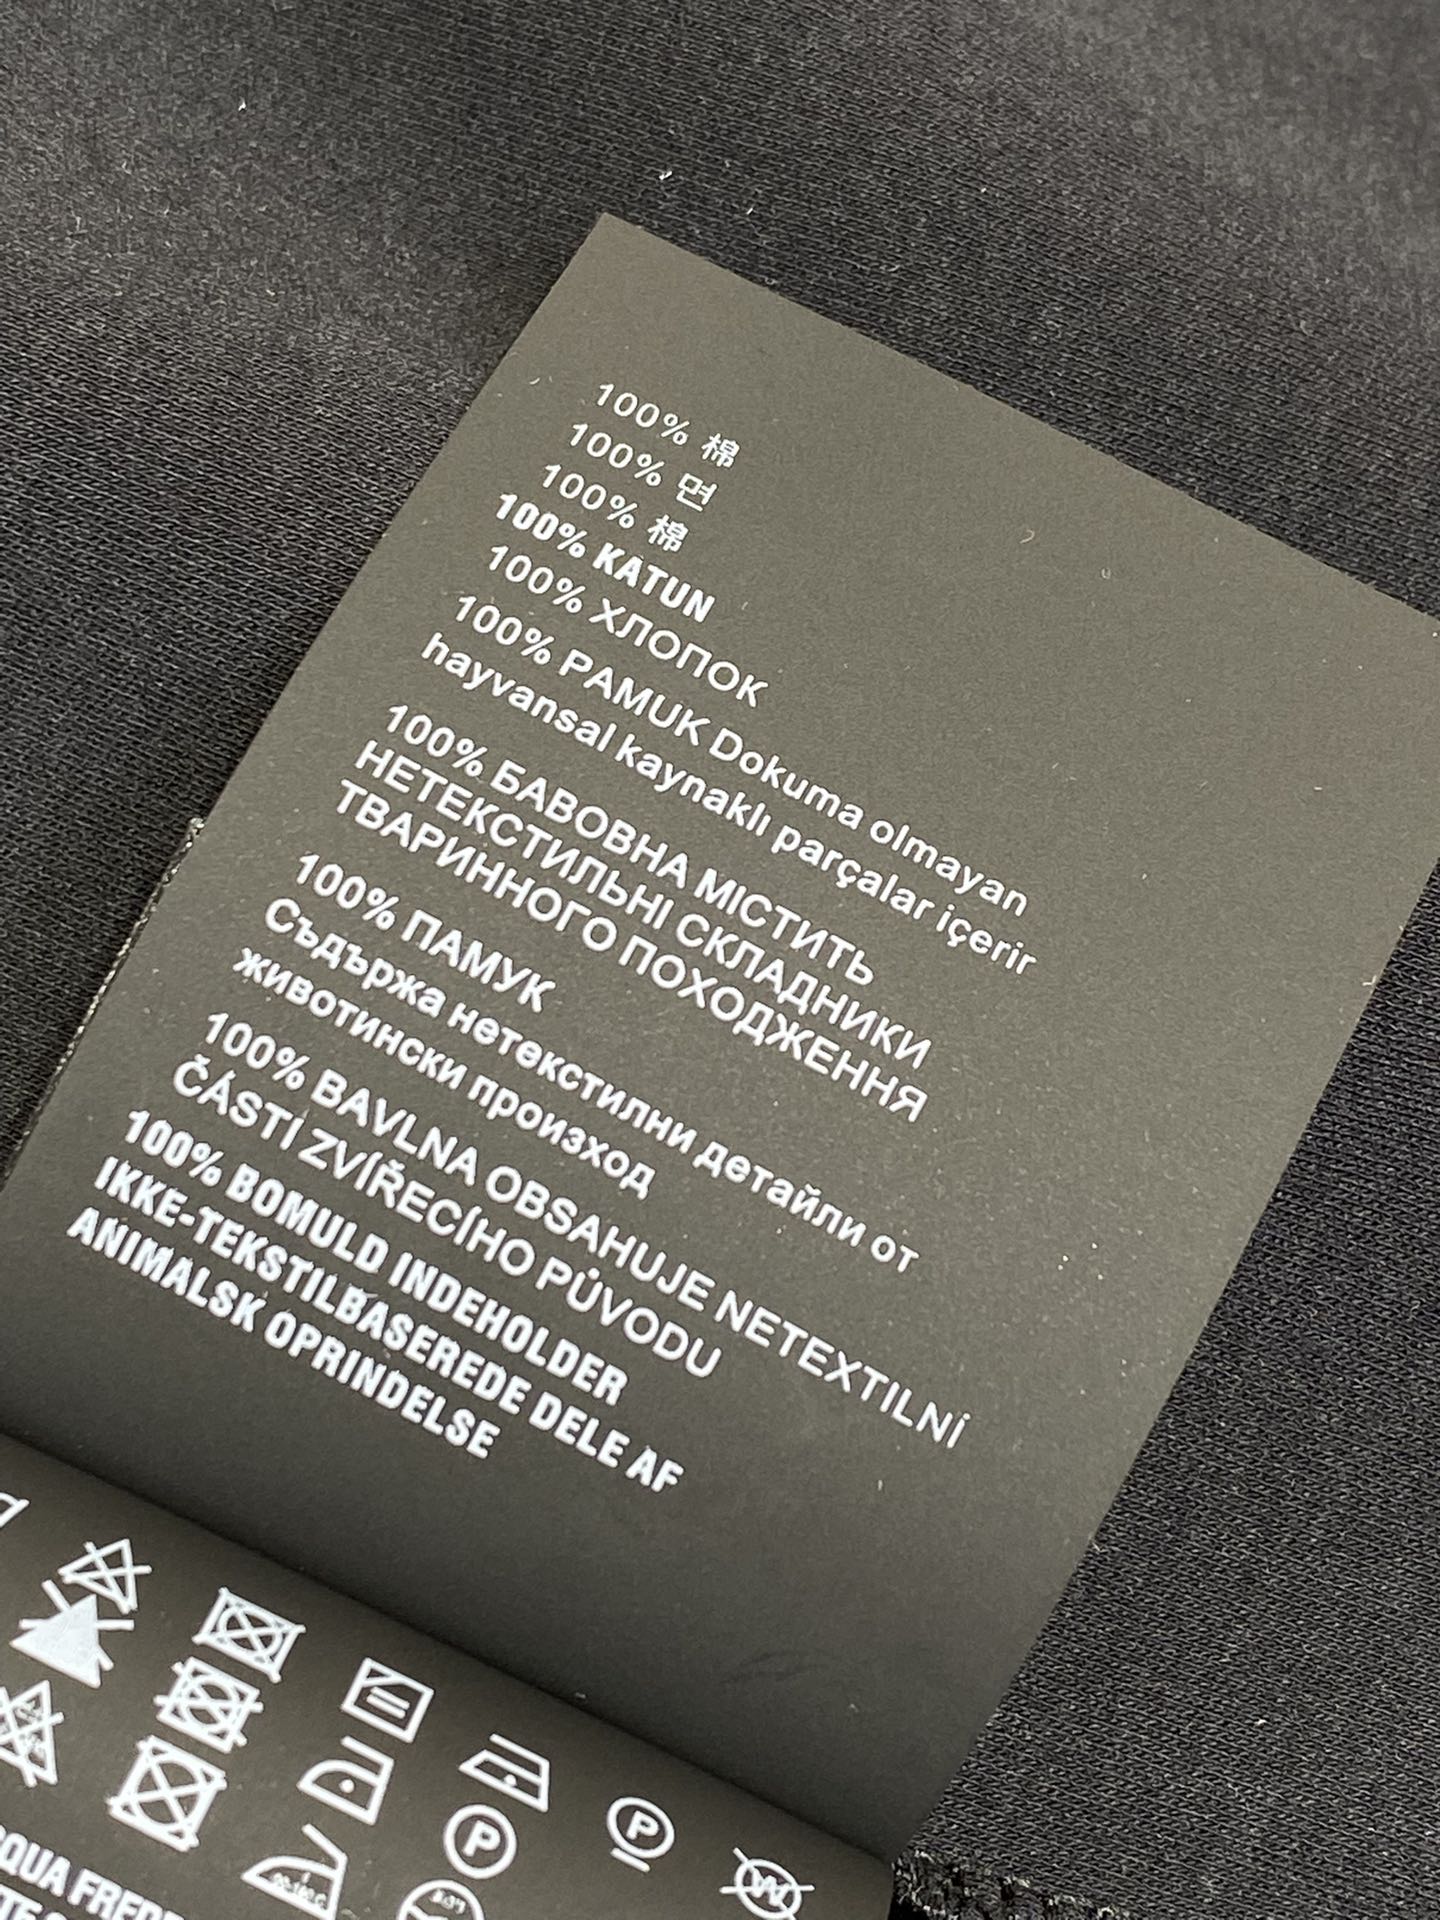 100% 棉
100% 면
100% 棉
100% KATUN
100% ХЛОПОК
100% PAMUK Dokuma olmayan
hayvansal kaynaklı parçalar içerir
100% БАВОВНА МІСТИТЬ
НЕТЕКСТИЛЬНІ СКЛАДНИКИ
ТВАРИННОГО ПОХОДЖЕННЯ
100% ПАМУК
Съдържа нетекстилни детайли от
животински произход
100% BAVLNA OBSAHUJE NETEXTILNÍ
ČÁSTÍ ZVÍŘECÍHO PŮVODU
100% BOMULD INDEHOLDER
IKKE-TEKSTILBASEREDE DELE AF
ANIMALSK OPRINDELSE
P
W
P